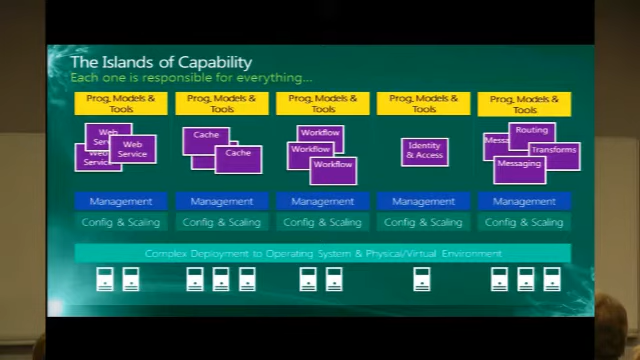 The Islands of Capability
Each one is responsible for everything...
Prog, Models &
Tools
Prog, Models &
Tools
Prog, Models &
Tools
Prog, Models &
Tools
Prog, Models &
Tools
Web
Serv
Web
Service
Web
Service
Cache
Cache
Workflow
Workflow
Workflow
Identity
& Access
Messa
Routing
Transforms
Messaging
Management
Management
Management
Management
Management
Config & Scaling
Config & Scaling
Config & Scaling
Config & Scaling
Config & Scaling
Complex Deployment to Operating System & Physical/Virtual Environment